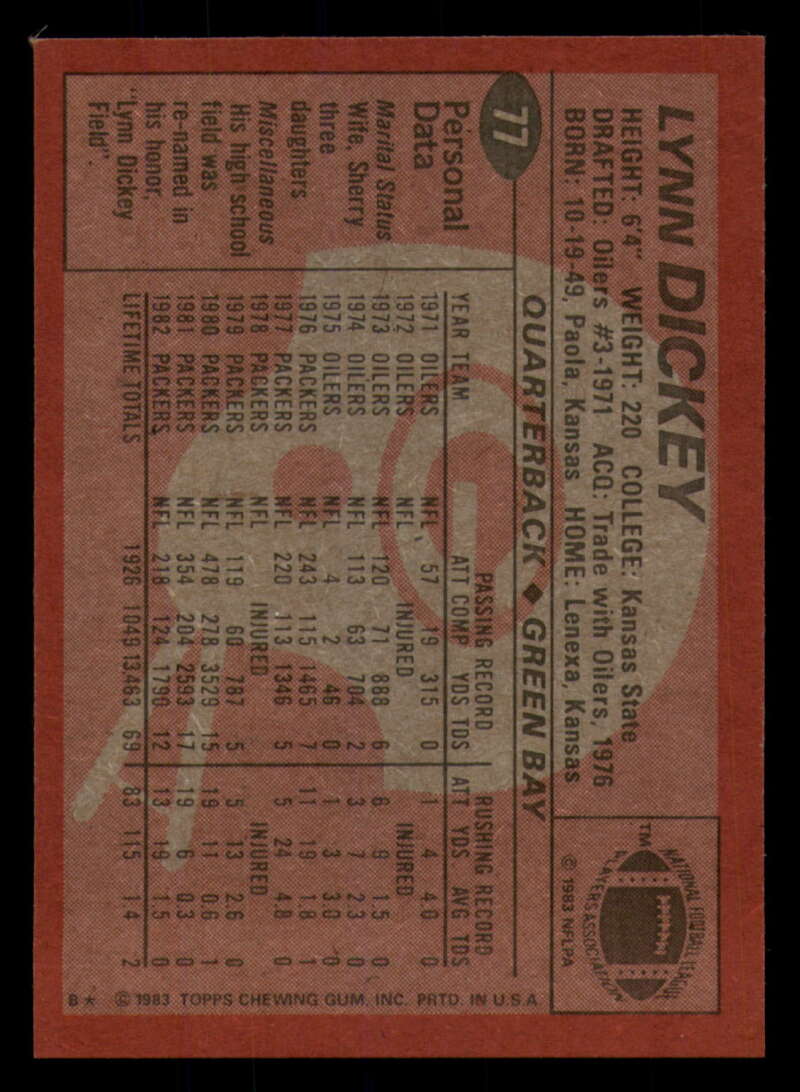 LYNN DICKEY
HEIGHT: 6'4" WEIGHT: 220 COLLEGE: Kansas State
DRAFTED: Oilers #3-1971 ACQ: Trade with Oilers, 1976
BORN: 10-19-49, Paola, Kansas HOME: Lenexa, Kansas
NATIONAL FOOTBALL LEAGUE
PLAYERS ASSOCIATION
TM
© 1983 NFLPA
77
QUARTERBACK ◆ GREEN BAY
Personal
Data
Marital Status
Wife, Sherry
three
daughters
Miscellaneous
His high school
field was
re-named in
his honor,
"Lynn Dickey
Field".
PASSING RECORD RUSHING RECORD
YEAR TEAM ATT COMP YDS TDS ATT YDS AVG TDS
1971 OILERS NFL 57 19 315 0 1 4 4.0 0
1972 OILERS NFL INJURED INJURED
1973 OILERS NFL 120 71 888 6 6 9 1.5 0
1974 OILERS NFL 113 63 704 2 3 7 2.3 0
1975 OILERS NFL 4 2 46 0 1 3 3.0 0
1976 PACKERS NFL 243 115 1465 7 11 19 1.8 1
1977 PACKERS NFL 220 113 1346 5 5 24 4.8 0
1978 PACKERS NFL INJURED INJURED
1979 PACKERS NFL 119 60 787 5 5 13 2.6 0
1980 PACKERS NFL 478 278 3529 15 19 11 0.6 1
1981 PACKERS NFL 354 204 2593 17 19 6 0.3 0
1982 PACKERS NFL 218 124 1790 12 13 19 1.5 0
LIFETIME TOTALS 1926 1049 13463 69 83 115 1.4 2
B★ © 1983 TOPPS CHEWING GUM, INC. PRTD. IN U.S.A.